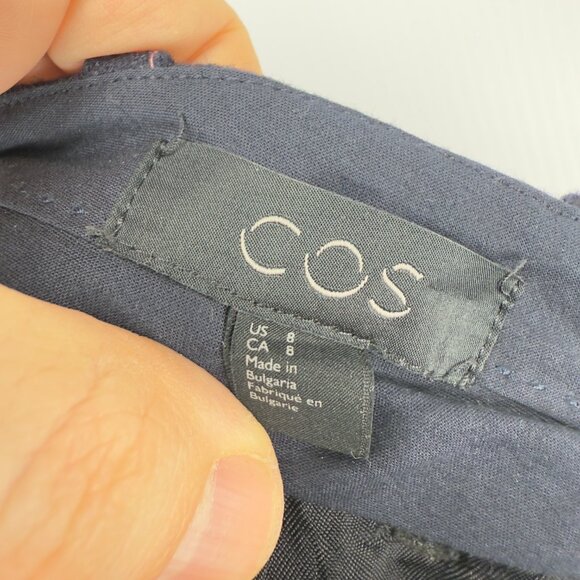 COS
US 8
CA 8
Made in
Bulgaria
Fabriqué en
Bulgarie